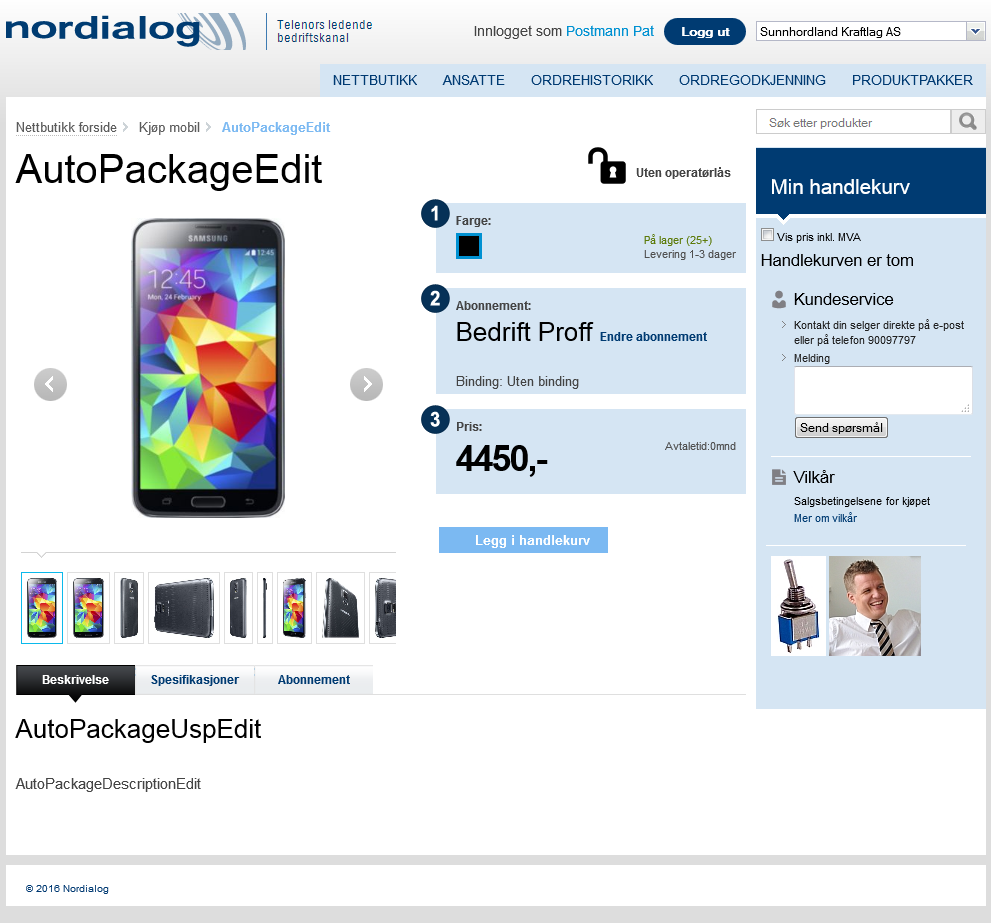 nordialog
Telenors ledende
bedriftskanal
Innlogget som Postmann Pat
Logg ut
Sunnhordland Kraftlag AS
NETTBUTIKK ANSATTE ORDREHISTORIKK ORDREGODKJENNING PRODUKTPAKKER
Nettbutikk forside Kjøp mobil AutoPackageEdit
Søk etter produkter
AutoPackageEdit
Uten operatørlås
SAMSUNG
12:45
12:45
Mon, 24 February
1
Farge:
På lager (25+)
Levering 1-3 dager
2
Abonnement:
Bedrift Proff Endre abonnement
Binding: Uten binding
3
Pris:
4450,-
Avtaletid:0mnd
Legg i handlekurv
Beskrivelse Spesifikasjoner Abonnement
AutoPackageUspEdit
AutoPackageDescriptionEdit
Min handlekurv
Vis pris inkl. MVA
Handlekurven er tom
Kundeservice
Kontakt din selger direkte på e-post
eller på telefon 90097797
Melding
Send spørsmål
Vilkår
Salgsbetingelsene for kjøpet
Mer om vilkår
© 2016 Nordialog